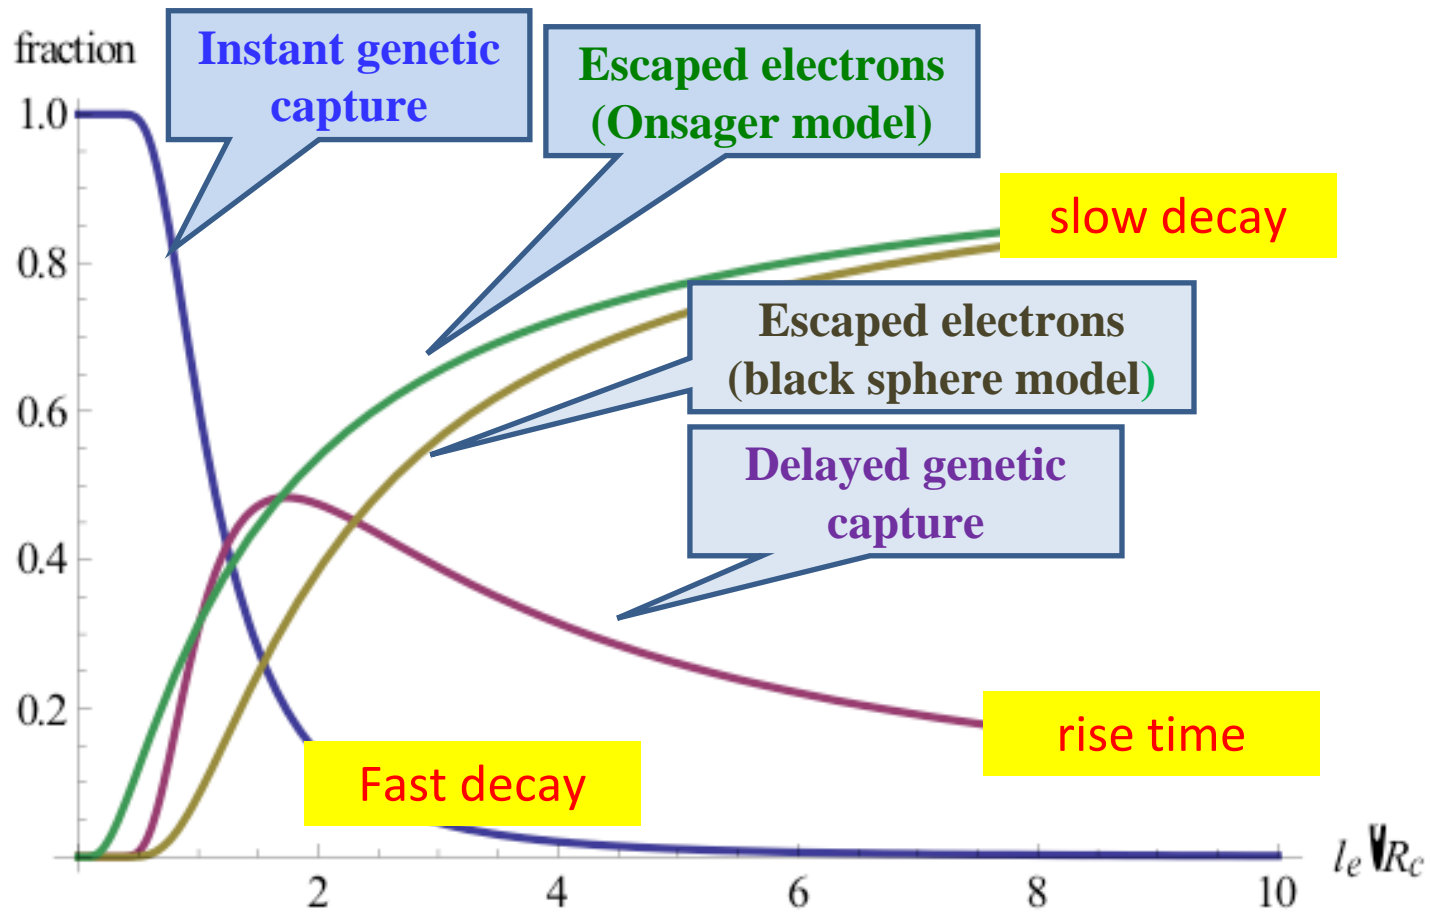 fraction
Instant genetic
capture
Escaped electrons
(Onsager model)
1.0
slow decay
0.8
Escaped electrons
(black sphere model)
0.6
Delayed genetic
capture
0.4
0.2
rise time
Fast decay
2
4
6
8
10